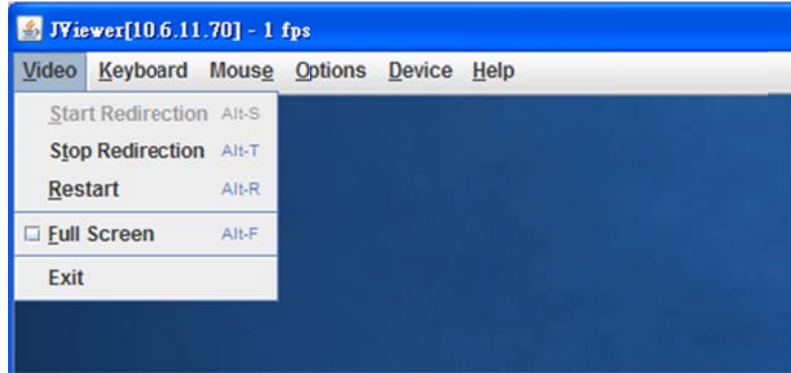 JViewer[10.6.11.70] - 1 fps
Video Keyboard Mouse Options Device Help
Start Redirection Alt-S
Stop Redirection Alt-T
Restart Alt-R
Full Screen Alt-F
Exit